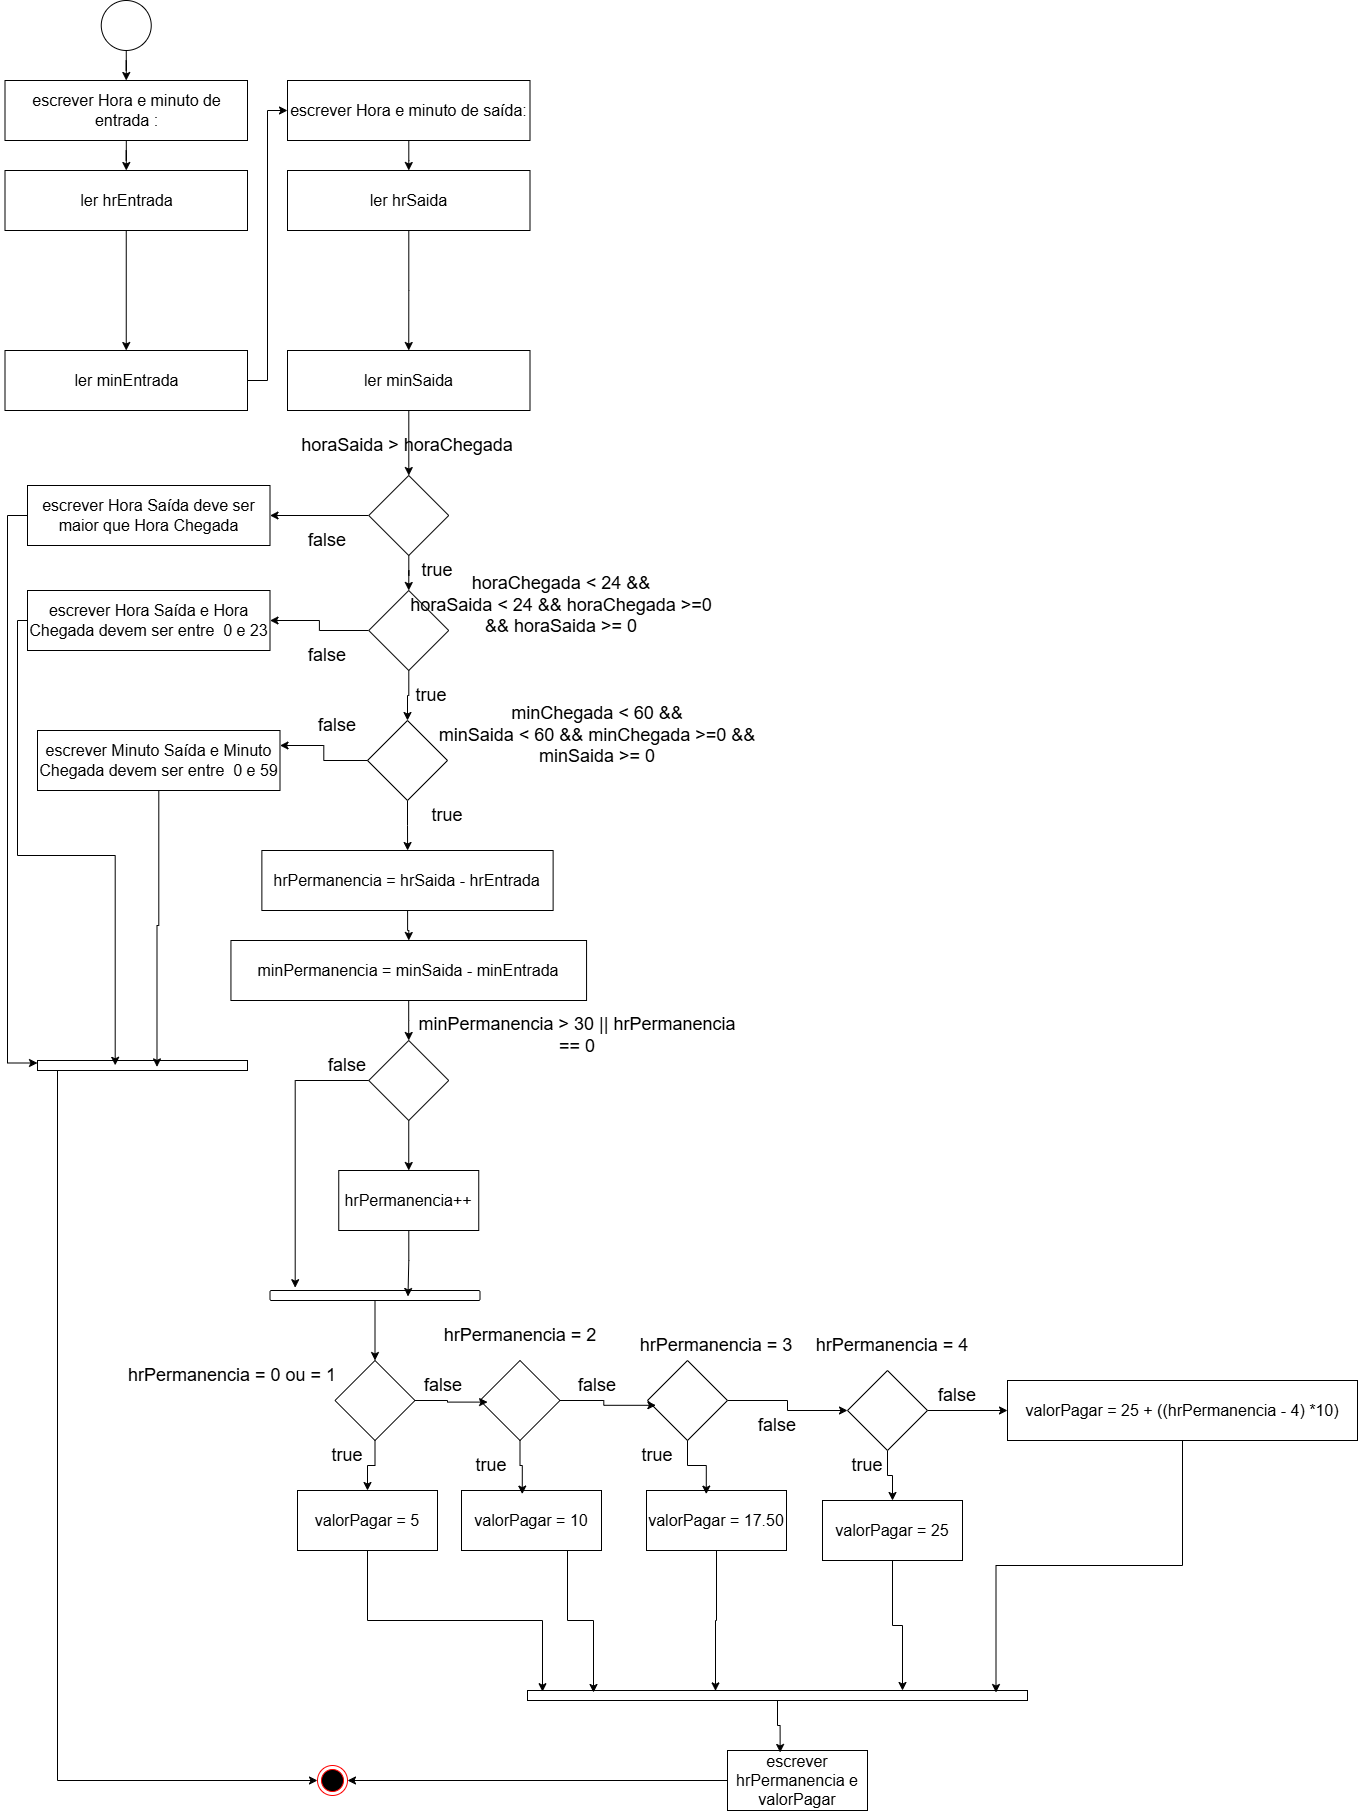 escrever Hora e minuto de
entrada :
escrever Hora e minuto de saída:
ler hrEntrada
ler hrSaida
ler minEntrada
ler minSaida
horaSaida > horaChegada
escrever Hora Saída deve ser
maior que Hora Chegada
false
true
horaChegada < 24 &&
horaSaida < 24 && horaChegada >=0
&& horaSaida >= 0
escrever Hora Saída e Hora
Chegada devem ser entre  0 e 23
false
true
minChegada < 60 &&
minSaida < 60 && minChegada >=0 &&
minSaida >= 0
false
escrever Minuto Saída e Minuto
Chegada devem ser entre  0 e 59
true
hrPermanencia = hrSaida - hrEntrada
minPermanencia = minSaida - minEntrada
minPermanencia > 30 || hrPermanencia
== 0
false
hrPermanencia++
hrPermanencia = 0 ou = 1
hrPermanencia = 2
hrPermanencia = 3
hrPermanencia = 4
false
false
false
false
valorPagar = 25 + ((hrPermanencia - 4) *10)
true
true
true
true
valorPagar = 5
valorPagar = 10
valorPagar = 17.50
valorPagar = 25
escrever
hrPermanencia e
valorPagar